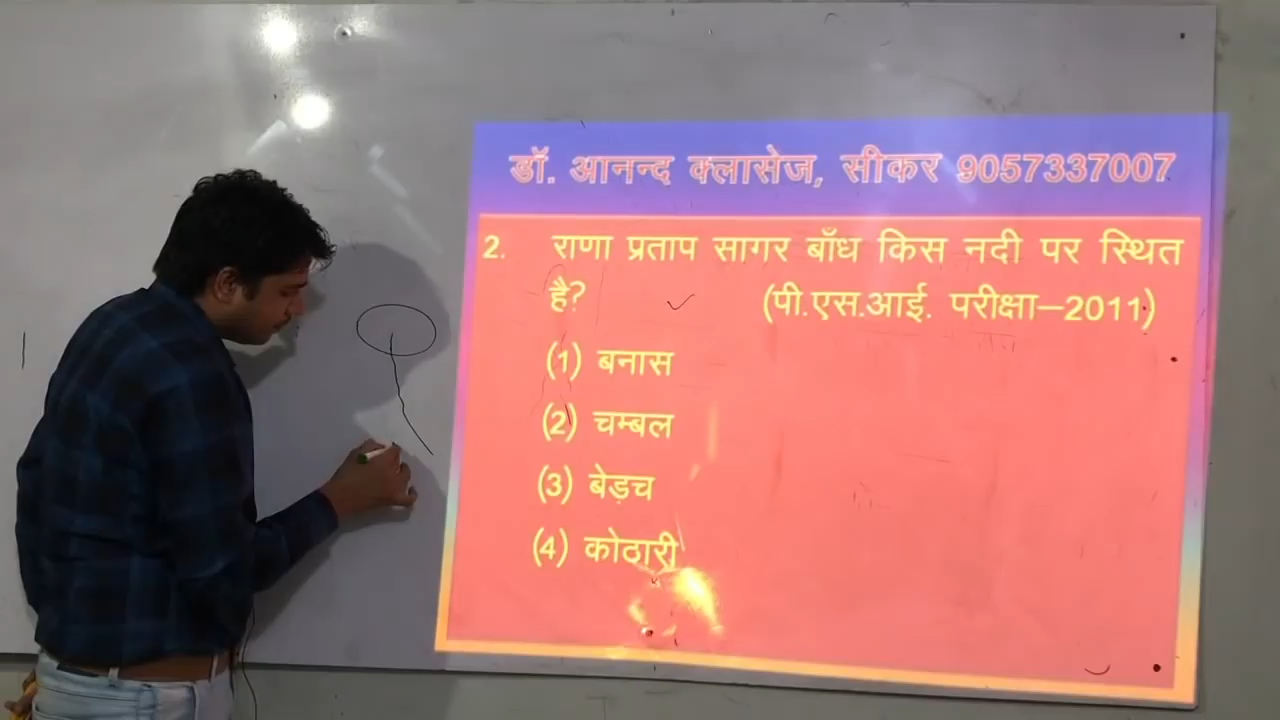 डॉ. आनन्द क्लासेज, सीकर 9057337007
2. राणा प्रताप सागर बाँध किस नदी पर स्थित
है? (पी.एस.आई. परीक्षा–2011)
(1) बनास
(2) चम्बल
(3) बेड़च
(4) कोठारी